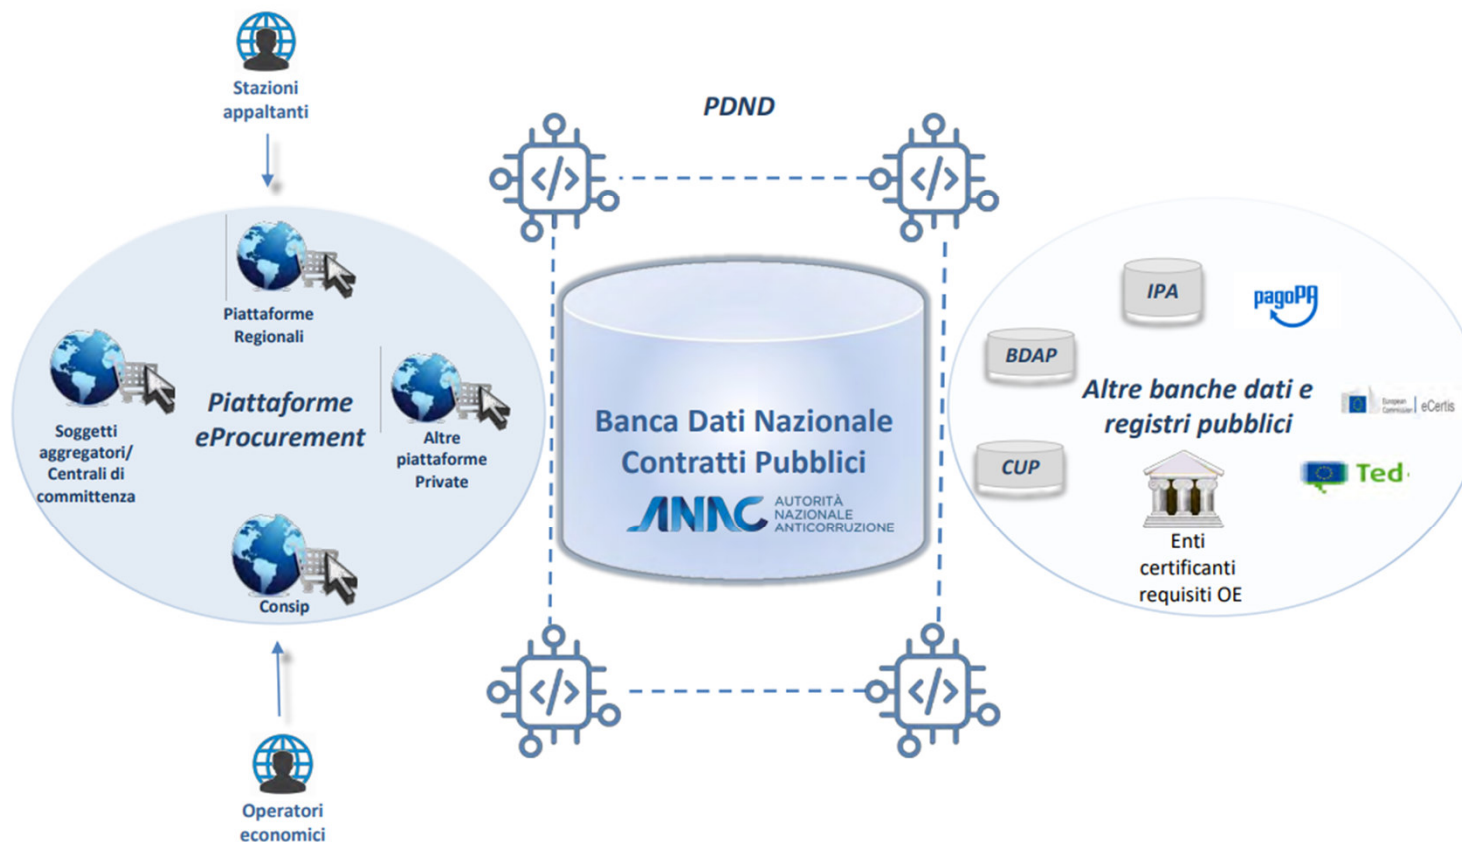 Stazioni
appaltanti
PDND
</>
</>
Piattaforme
Regionali
Soggetti
aggregatori/
Centrali di
committenza
Piattaforme
eProcurement
Altre
piattaforme
Private
Consip
Banca Dati Nazionale
Contratti Pubblici
ANAC
AUTORITÀ
NAZIONALE
ANTICORRUZIONE
IPA
pagoPA
BDAP
Altre banche dati e
registri pubblici
European
Commission
eCertis
CUP
Ted
Enti
certificanti
requisiti OE
</>
</>
Operatori
economici